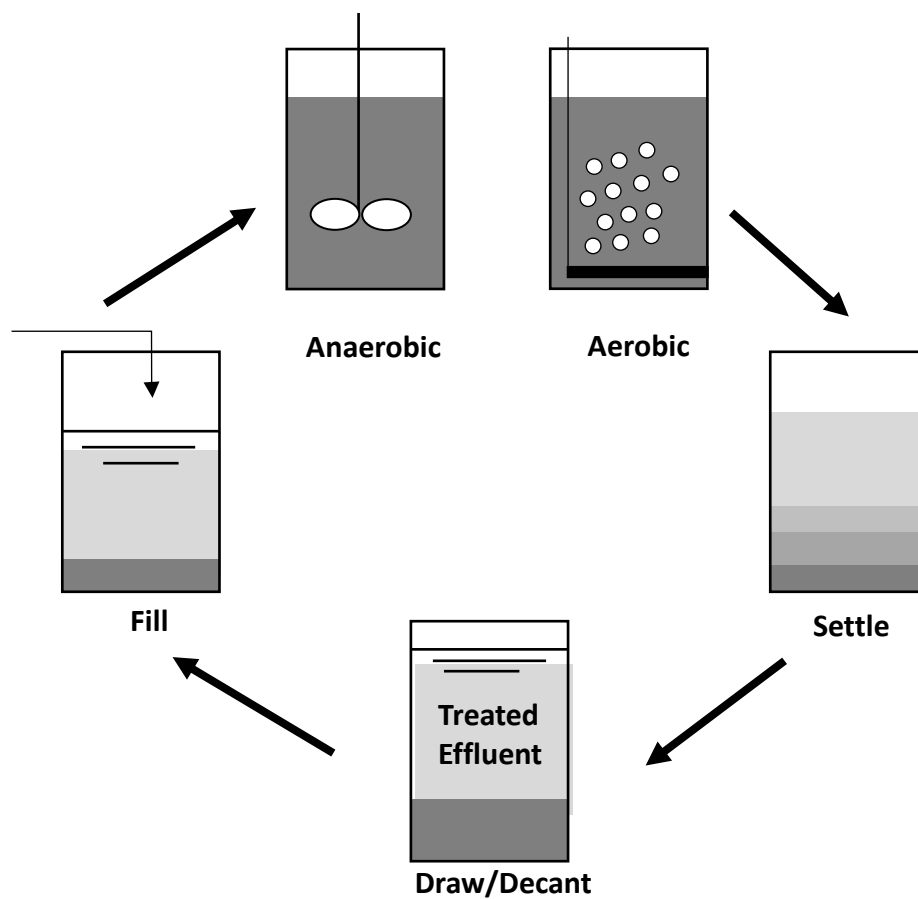 Anaerobic
Aerobic
Fill
Settle
Treated
Effluent
Draw/Decant